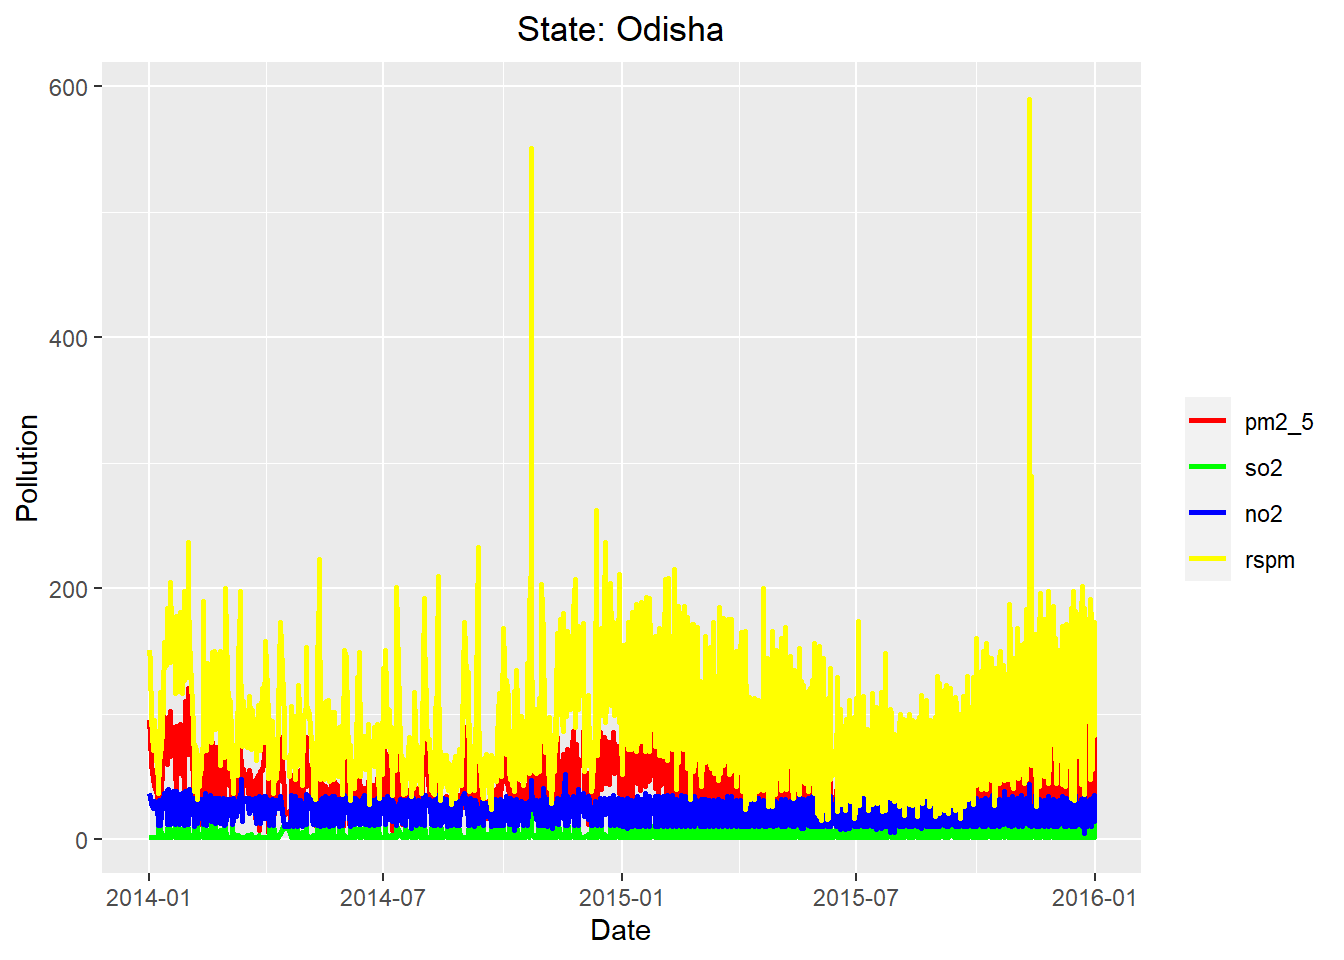 State: Odisha
600
400
200
0
Pollution
2014-01
2014-07
2015-01
2015-07
2016-01
Date
pm2_5
so2
no2
rspm